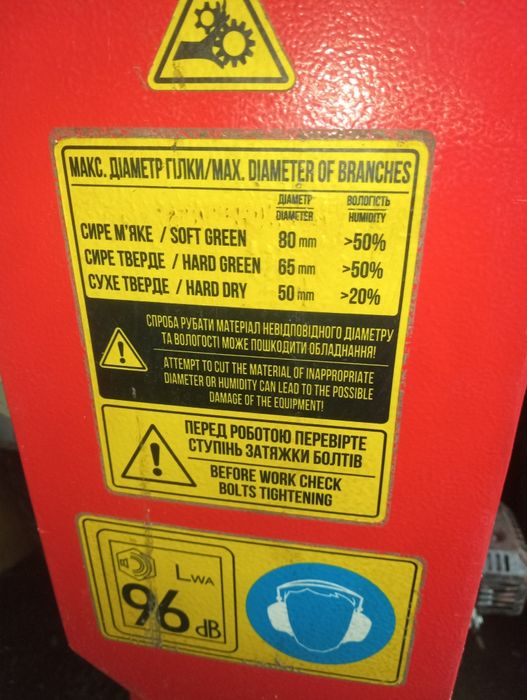 МАКС. ДІАМЕТР ГІЛКИ/MAX. DIAMETER OF BRANCHES
ДІАМЕТР ВОЛОГІСТЬ
DIAMETER HUMIDITY
СИРЕ М'ЯКЕ / SOFT GREEN 80 mm >50%
СИРЕ ТВЕРДЕ / HARD GREEN 65 mm >50%
СУХЕ ТВЕРДЕ / HARD DRY 50 mm >20%
СПРОБА РУБАТИ МАТЕРІАЛ НЕВІДПОВІДНОГО ДІАМЕТРУ
ТА ВОЛОГОСТІ МОЖЕ ПОШКОДИТИ ОБЛАДНАННЯ!
ATTEMPT TO CUT THE MATERIAL OF INAPPROPRIATE
DIAMETER OR HUMIDITY CAN LEAD TO THE POSSIBLE
DAMAGE OF THE EQUIPMENT!
ПЕРЕД РОБОТОЮ ПЕРЕВІРТЕ
СТУПІНЬ ЗАТЯЖКИ БОЛТІВ
BEFORE WORK CHECK
BOLTS TIGHTENING
LWA
96 dB